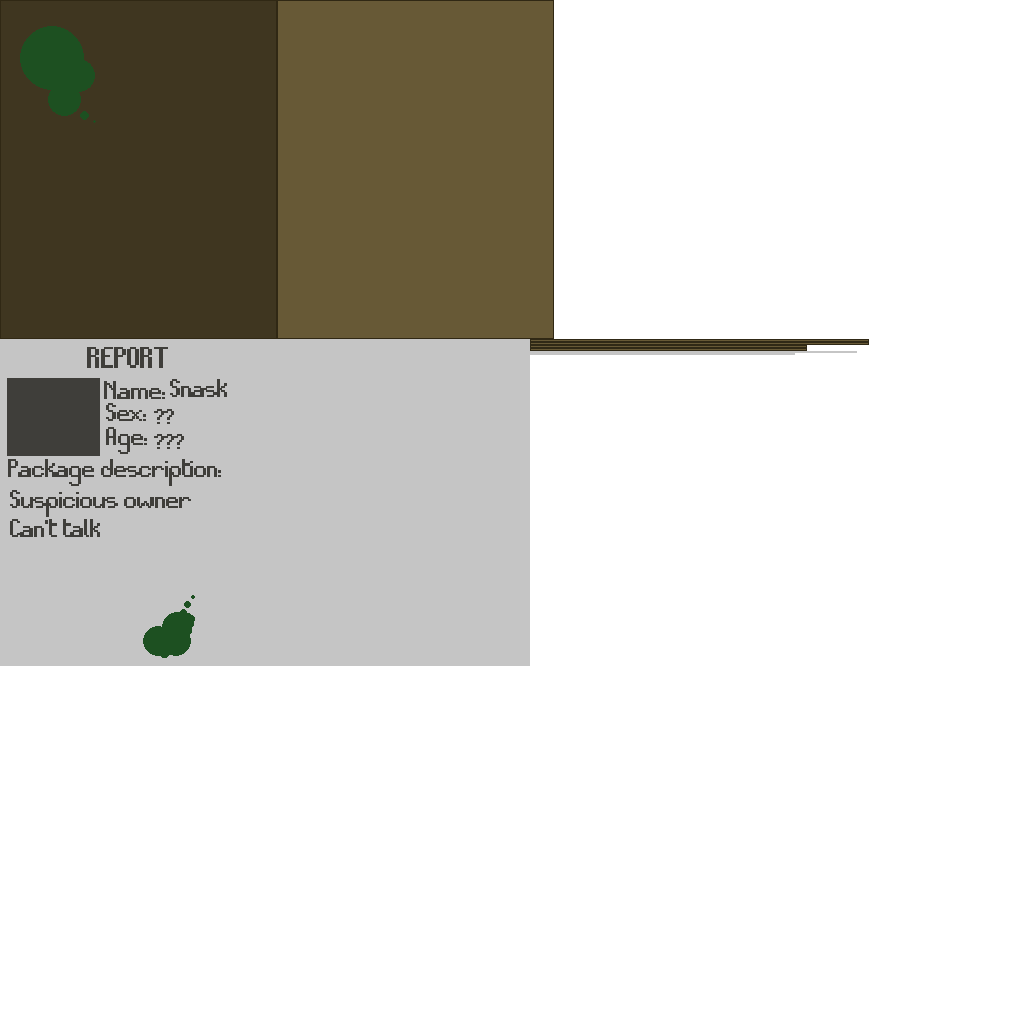 REPORT
Name: Snask
Sex: ??
Age: ???
Package description:
Suspicious owner
Can't talk